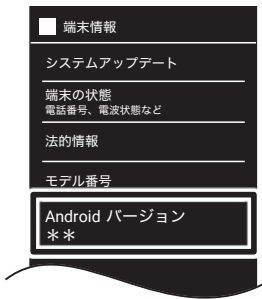 端末情報
システムアップデート
端末の状態
電話番号、電波状態など
法的情報
モデル番号
Android バージョン
＊＊